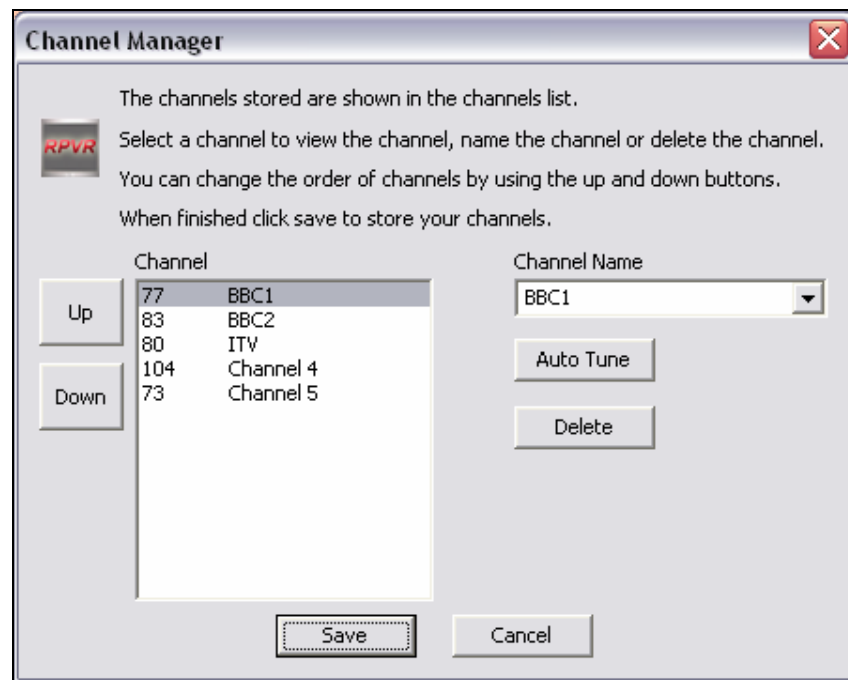 Channel Manager
The channels stored are shown in the channels list.
RPVR
Select a channel to view the channel, name the channel or delete the channel.
You can change the order of channels by using the up and down buttons.
When finished click save to store your channels.
Channel
Channel Name
Up
Down
77 BBC1
83 BBC2
80 ITV
104 Channel 4
73 Channel 5
BBC1
Auto Tune
Delete
Save
Cancel